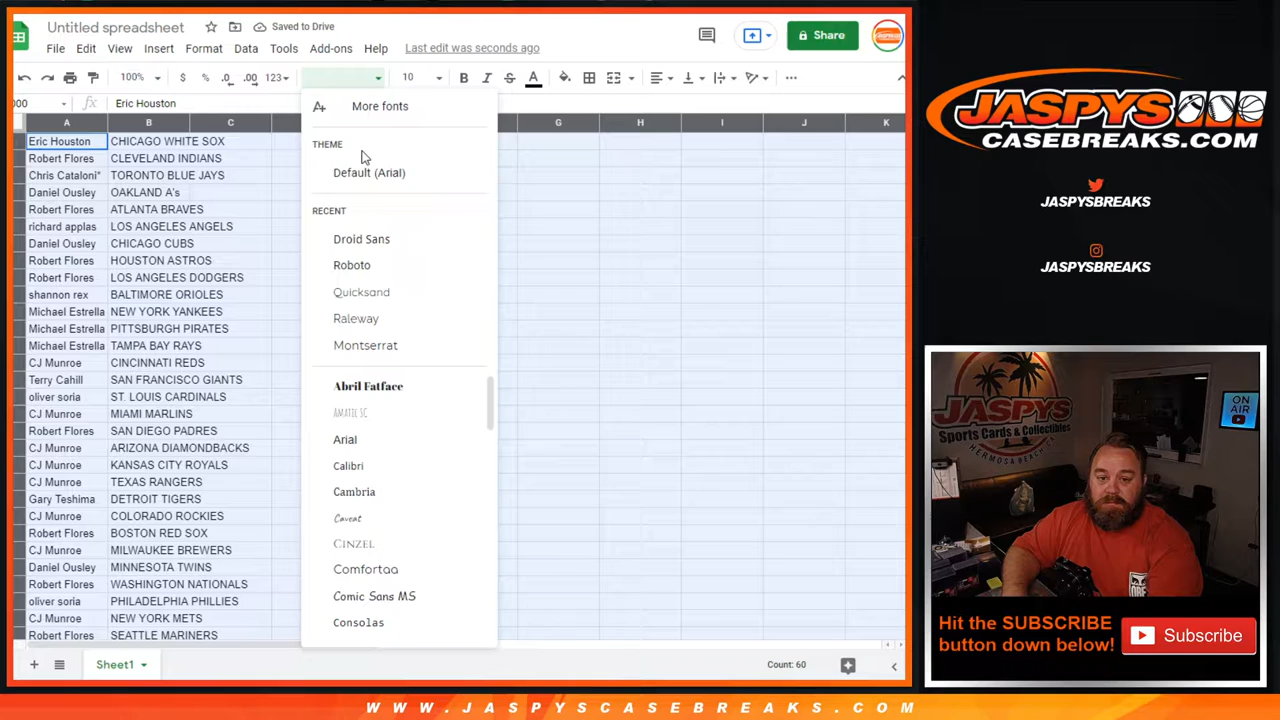 Untitled spreadsheet
Saved to Drive
File Edit View Insert Format Data Tools Add-ons Help Last edit was seconds ago
Share
100% $ % .0 .00 123 10 B I S A
fx Eric Houston
A B C G H I J K
Eric Houston CHICAGO WHITE SOX
Robert Flores CLEVELAND INDIANS
Chris Cataloni* TORONTO BLUE JAYS
Daniel Ousley OAKLAND A's
Robert Flores ATLANTA BRAVES
richard applas LOS ANGELES ANGELS
Daniel Ousley CHICAGO CUBS
Robert Flores HOUSTON ASTROS
Robert Flores LOS ANGELES DODGERS
shannon rex BALTIMORE ORIOLES
Michael Estrella NEW YORK YANKEES
Michael Estrella PITTSBURGH PIRATES
Michael Estrella TAMPA BAY RAYS
CJ Munroe CINCINNATI REDS
Terry Cahill SAN FRANCISCO GIANTS
oliver soria ST. LOUIS CARDINALS
CJ Munroe MIAMI MARLINS
Robert Flores SAN DIEGO PADRES
CJ Munroe ARIZONA DIAMONDBACKS
CJ Munroe KANSAS CITY ROYALS
CJ Munroe TEXAS RANGERS
Gary Teshima DETROIT TIGERS
CJ Munroe COLORADO ROCKIES
Robert Flores BOSTON RED SOX
CJ Munroe MILWAUKEE BREWERS
Daniel Ousley MINNESOTA TWINS
Robert Flores WASHINGTON NATIONALS
oliver soria PHILADELPHIA PHILLIES
CJ Munroe NEW YORK METS
Robert Flores SEATTLE MARINERS
More fonts
THEME
Default (Arial)
RECENT
Droid Sans
Roboto
Quicksand
Raleway
Montserrat
Abril Fatface
AMATIC SC
Arial
Calibri
Cambria
Caveat
CINZEL
Comfortaa
Comic Sans MS
Consolas
Sheet1
Count: 60
JASPYS
CASEBREAKS.COM
JASPYSBREAKS
JASPYSBREAKS
JASPYS
Sports Cards & Collectibles
HERMOSA BEACH
ON
AIR
Hit the SUBSCRIBE
button down below!
Subscribe
WWW.JASPYSCASEBREAKS.COM